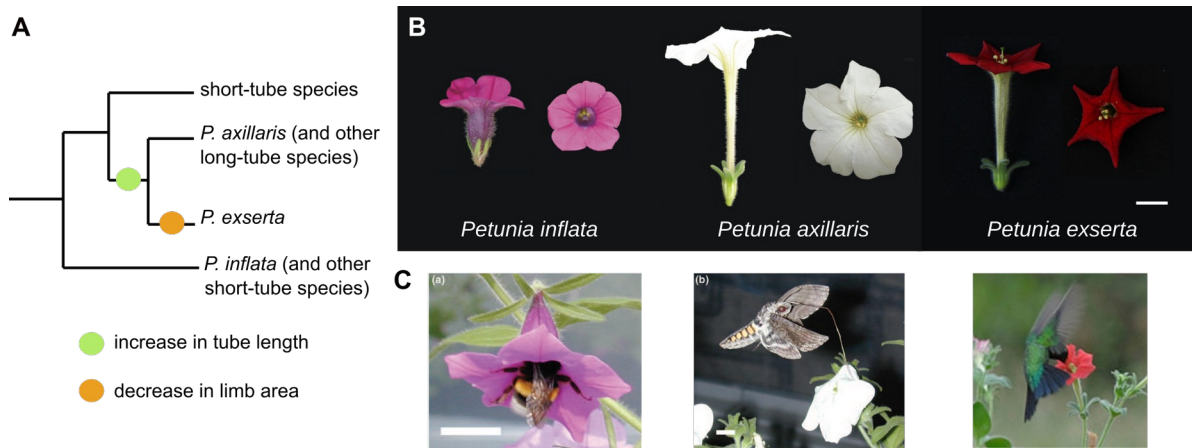 A
short-tube species
P. axillaris (and other
long-tube species)
P. exserta
P. inflata (and other
short-tube species)
increase in tube length
decrease in limb area
B
Petunia inflata
Petunia axillaris
Petunia exserta
C
(a)
(b)